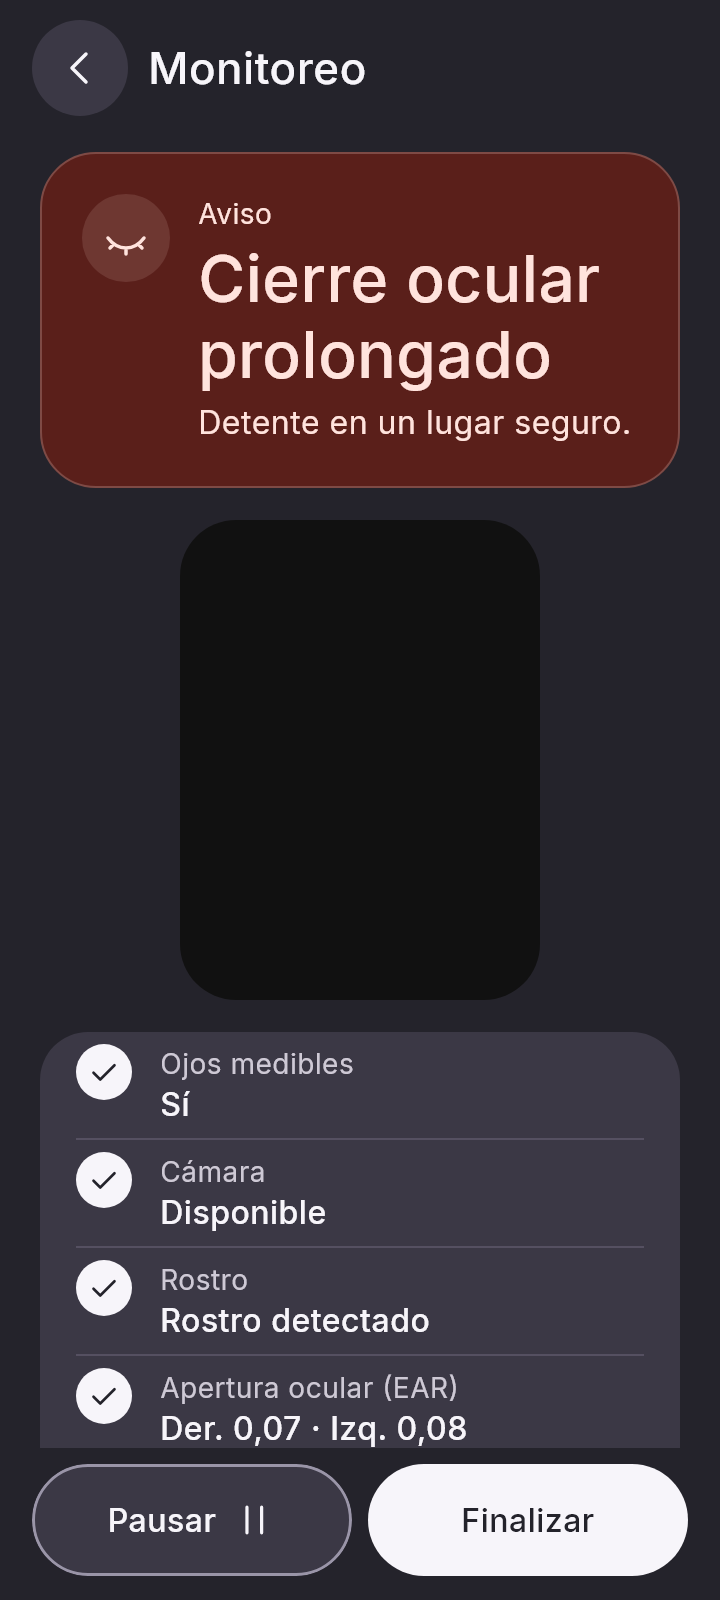 Monitoreo
Aviso
Cierre ocular
prolongado
Detente en un lugar seguro.
Ojos medibles
Sí
Cámara
Disponible
Rostro
Rostro detectado
Apertura ocular (EAR)
Der. 0,07 · Izq. 0,08
Pausar
Finalizar